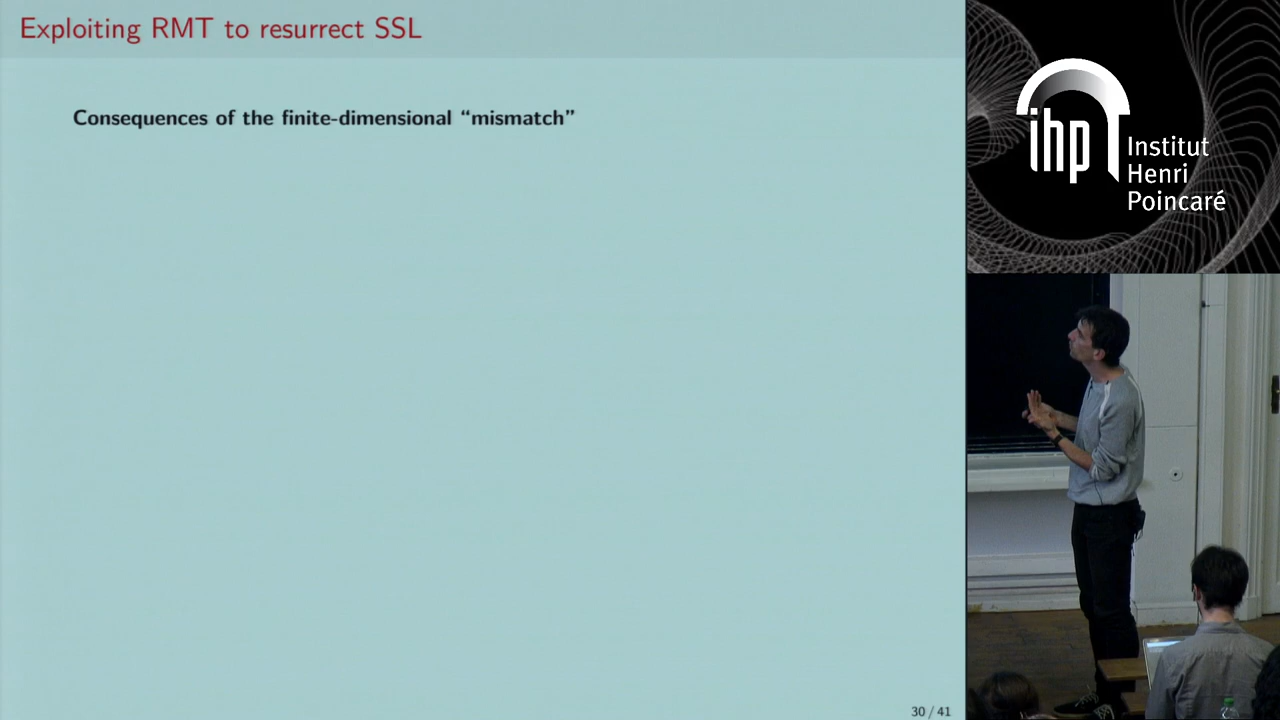 Exploiting RMT to resurrect SSL
Consequences of the finite-dimensional “mismatch”
30 / 41
ihp
Institut
Henri
Poincaré